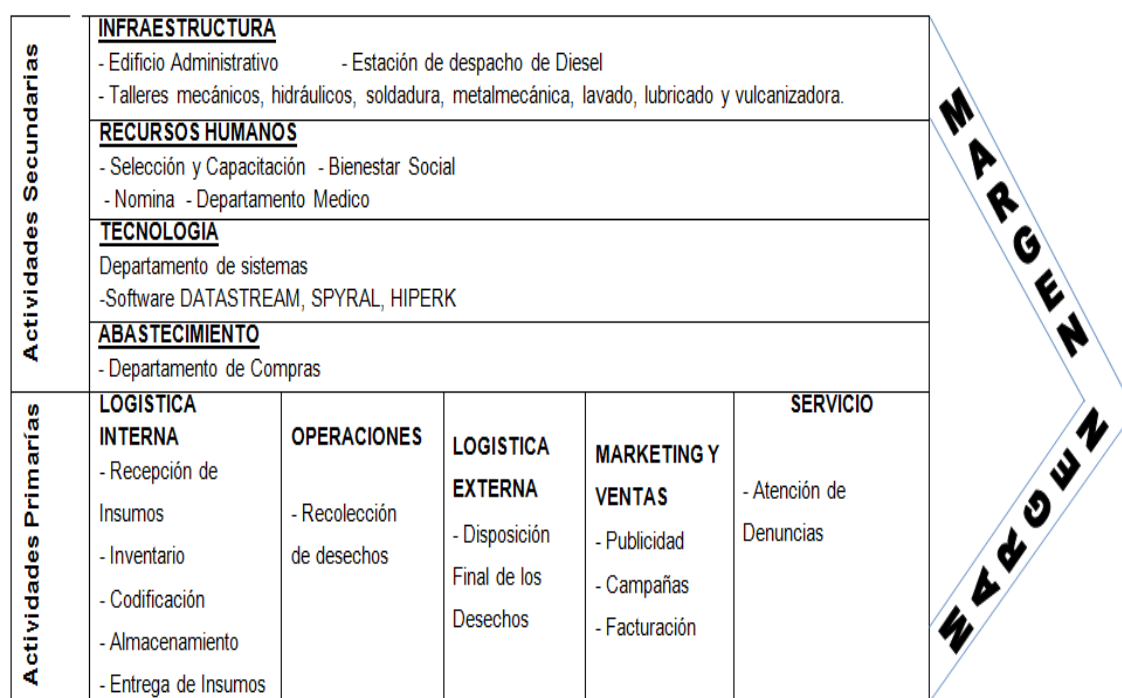 Actividades Secundarias
INFRAESTRUCTURA
- Edificio Administrativo - Estación de despacho de Diesel
- Talleres mecánicos, hidráulicos, soldadura, metalmecánica, lavado, lubricado y vulcanizadora.
RECURSOS HUMANOS
- Selección y Capacitación - Bienestar Social
- Nomina - Departamento Medico
TECNOLOGIA
Departamento de sistemas
-Software DATASTREAM, SPYRAL, HIPERK
ABASTECIMIENTO
- Departamento de Compras
Actividades Primarías
LOGISTICA
INTERNA
- Recepción de
Insumos
- Inventario
- Codificación
- Almacenamiento
- Entrega de Insumos
OPERACIONES
- Recolección
de desechos
LOGISTICA
EXTERNA
- Disposición
Final de los
Desechos
MARKETING Y
VENTAS
- Publicidad
- Campañas
- Facturación
SERVICIO
- Atención de
Denuncias
MARGEN
MARGEN